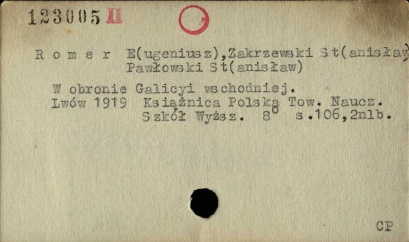 123005 II
Romer E(ugeniusz),Zakrzewski St(anisław)
Pawłowski St(anisław)
W obronie Galicyi wschodniej.
Lwów 1919 Książnica Polska Tow. Naucz.
Szkół Wyższ. 8° s.106,2nlb.
CP